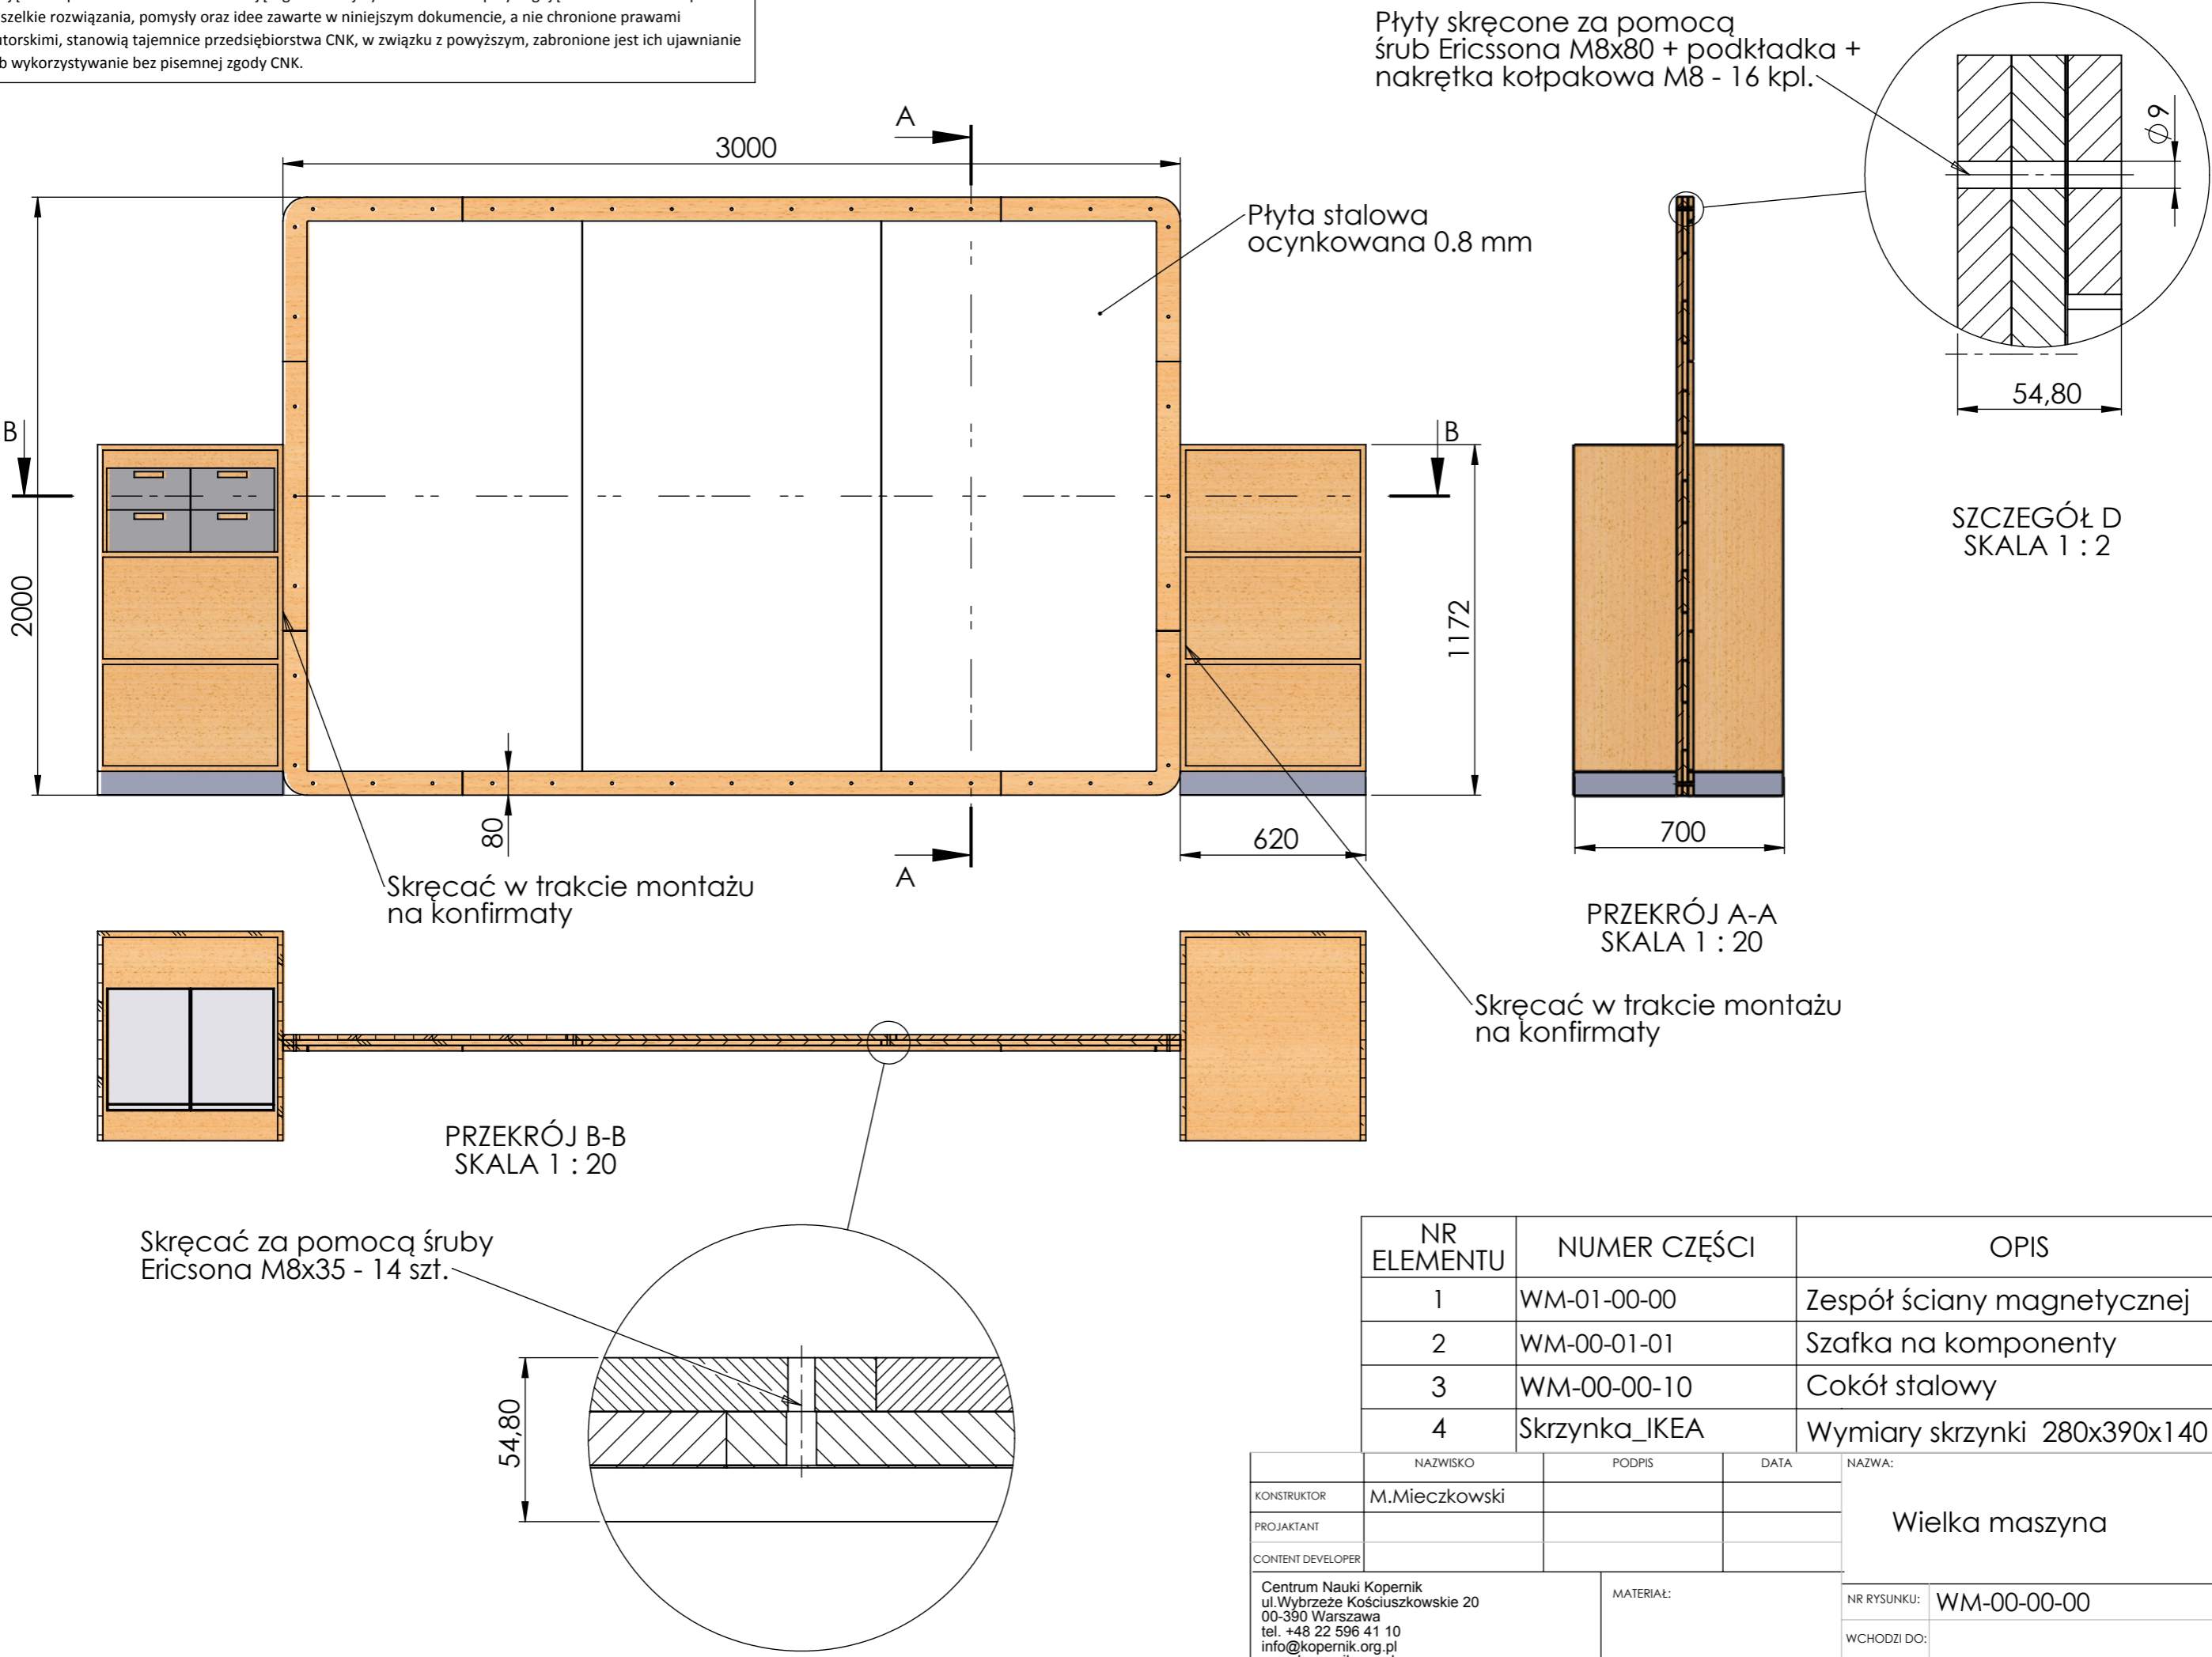 szelkie rozwiązania, pomysły oraz idee zawarte w niniejszym dokumencie, a nie chronione prawami
utorskimi, stanowią tajemnice przedsiębiorstwa CNK, w związku z powyższym, zabronione jest ich ujawnianie
b wykorzystywanie bez pisemnej zgody CNK.
Płyty skręcone za pomocą
śrub Ericssona M8x80 + podkładka +
nakrętka kołpakowa M8 - 16 kpl.
A
3000
∅9
Płyta stalowa
ocynkowana 0.8 mm
54,80
B
B
SZCZEGÓŁ D
SKALA 1 : 2
2000
1172
80
620
700
A
Skręcać w trakcie montażu
na konfirmaty
PRZEKRÓJ A-A
SKALA 1 : 20
Skręcać w trakcie montażu
na konfirmaty
PRZEKRÓJ B-B
SKALA 1 : 20
Skręcać za pomocą śruby
Ericsona M8x35 - 14 szt.
54,80
NR ELEMENTU NUMER CZĘŚCI OPIS
1 WM-01-00-00 Zespół ściany magnetycznej
2 WM-00-01-01 Szafka na komponenty
3 WM-00-00-10 Cokół stalowy
4 Skrzynka_IKEA Wymiary skrzynki 280x390x140
NAZWISKO PODPIS DATA NAZWA:
KONSTRUKTOR M.Mieczkowski
Wielka maszyna
PROJAKTANT
CONTENT DEVELOPER
Centrum Nauki Kopernik
ul.Wybrzeże Kościuszkowskie 20
00-390 Warszawa
tel. +48 22 596 41 10
info@kopernik.org.pl
MATERIAŁ:
NR RYSUNKU: WM-00-00-00
WCHODZI DO: